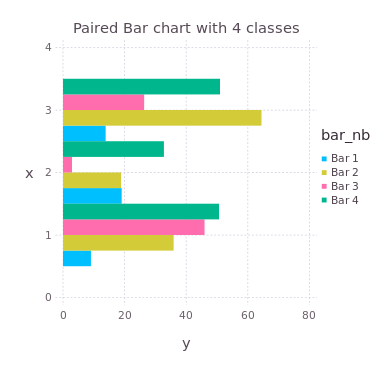 Paired Bar chart with 4 classes
4
3
2
1
0
x
0 20 40 60 80
y
bar_nb
Bar 1
Bar 2
Bar 3
Bar 4